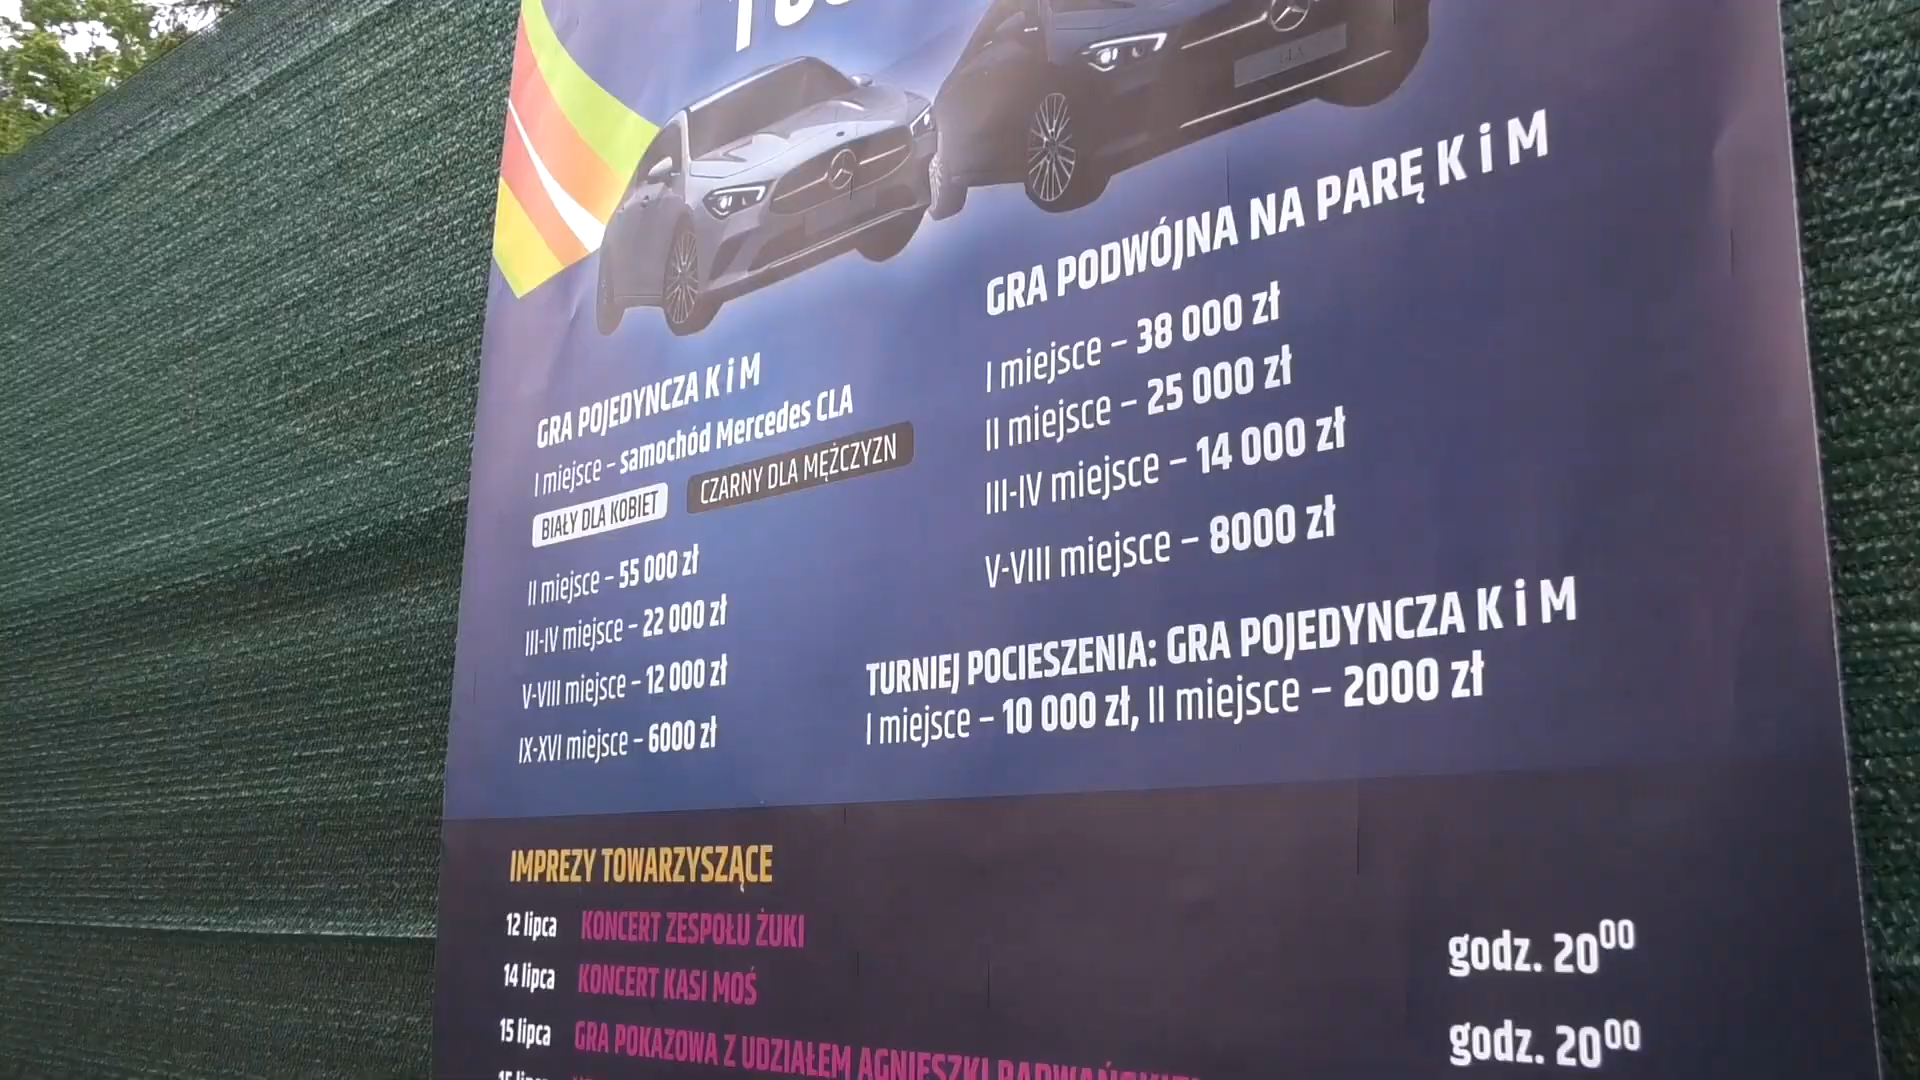 GRA POJEDYNCZA K i M
I miejsce – samochód Mercedes CLA
BIAŁY DLA KOBIET
CZARNY DLA MĘŻCZYZN
II miejsce – 55 000 zł
III-IV miejsce – 22 000 zł
V-VIII miejsce – 12 000 zł
IX-XVI miejsce – 6000 zł
GRA PODWÓJNA NA PARĘ K i M
I miejsce – 38 000 zł
II miejsce – 25 000 zł
III-IV miejsce – 14 000 zł
V-VIII miejsce – 8000 zł
TURNIEJ POCIESZENIA: GRA POJEDYNCZA K i M
I miejsce – 10 000 zł, II miejsce – 2000 zł
IMPREZY TOWARZYSZĄCE
12 lipca KONCERT ZESPOŁU ŻUKI godz. 20⁰⁰
14 lipca KONCERT KASI MOŚ godz. 20⁰⁰
15 lipca GRA POKAZOWA Z UDZIAŁEM AGNIESZKI